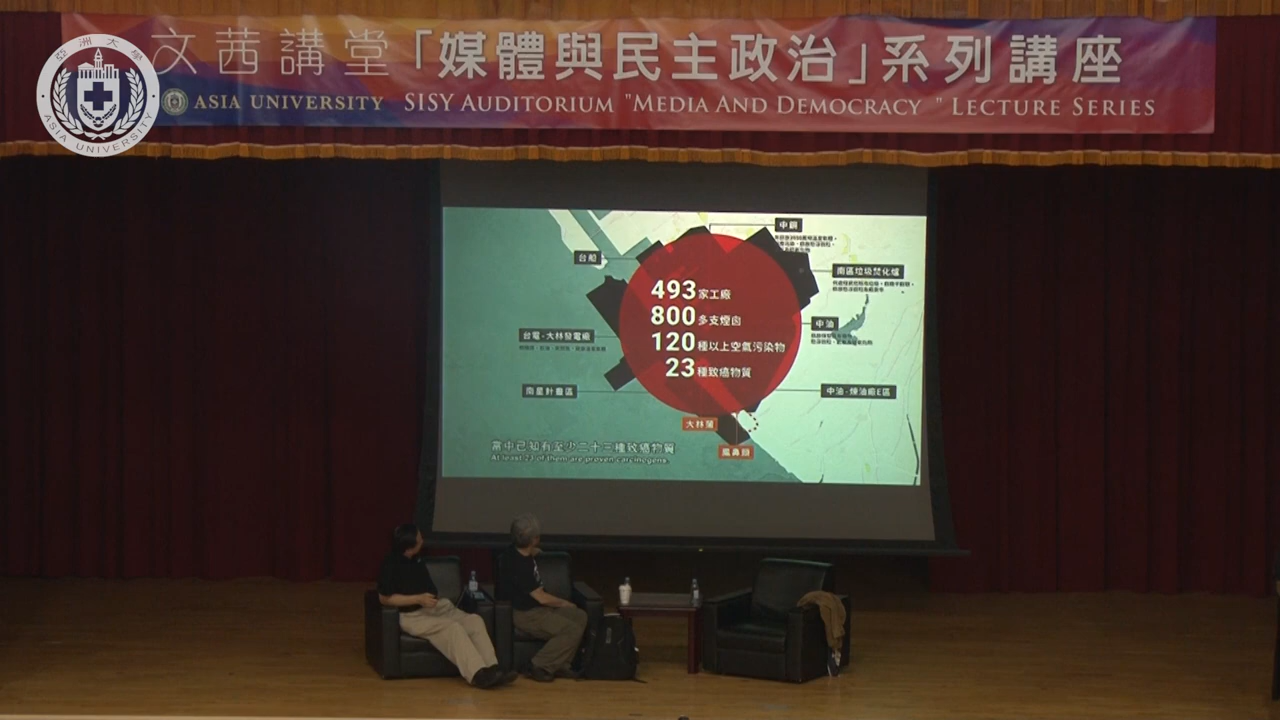 亞洲大學
ASIA UNIVERSITY
文茜講堂「媒體與民主政治」系列講座
ASIA UNIVERSITY SISY AUDITORIUM "MEDIA AND DEMOCRACY " LECTURE SERIES
中鋼
台船
南區垃圾焚化爐
493家工廠
800多支煙囪
中油
台電-大林發電廠
120種以上空氣污染物
23種致癌物質
南星計畫區
中油-煉油廠E區
大林蒲
鳳鼻頭
當中已知有至少二十三種致癌物質
At least 23 of them are proven carcinogens.